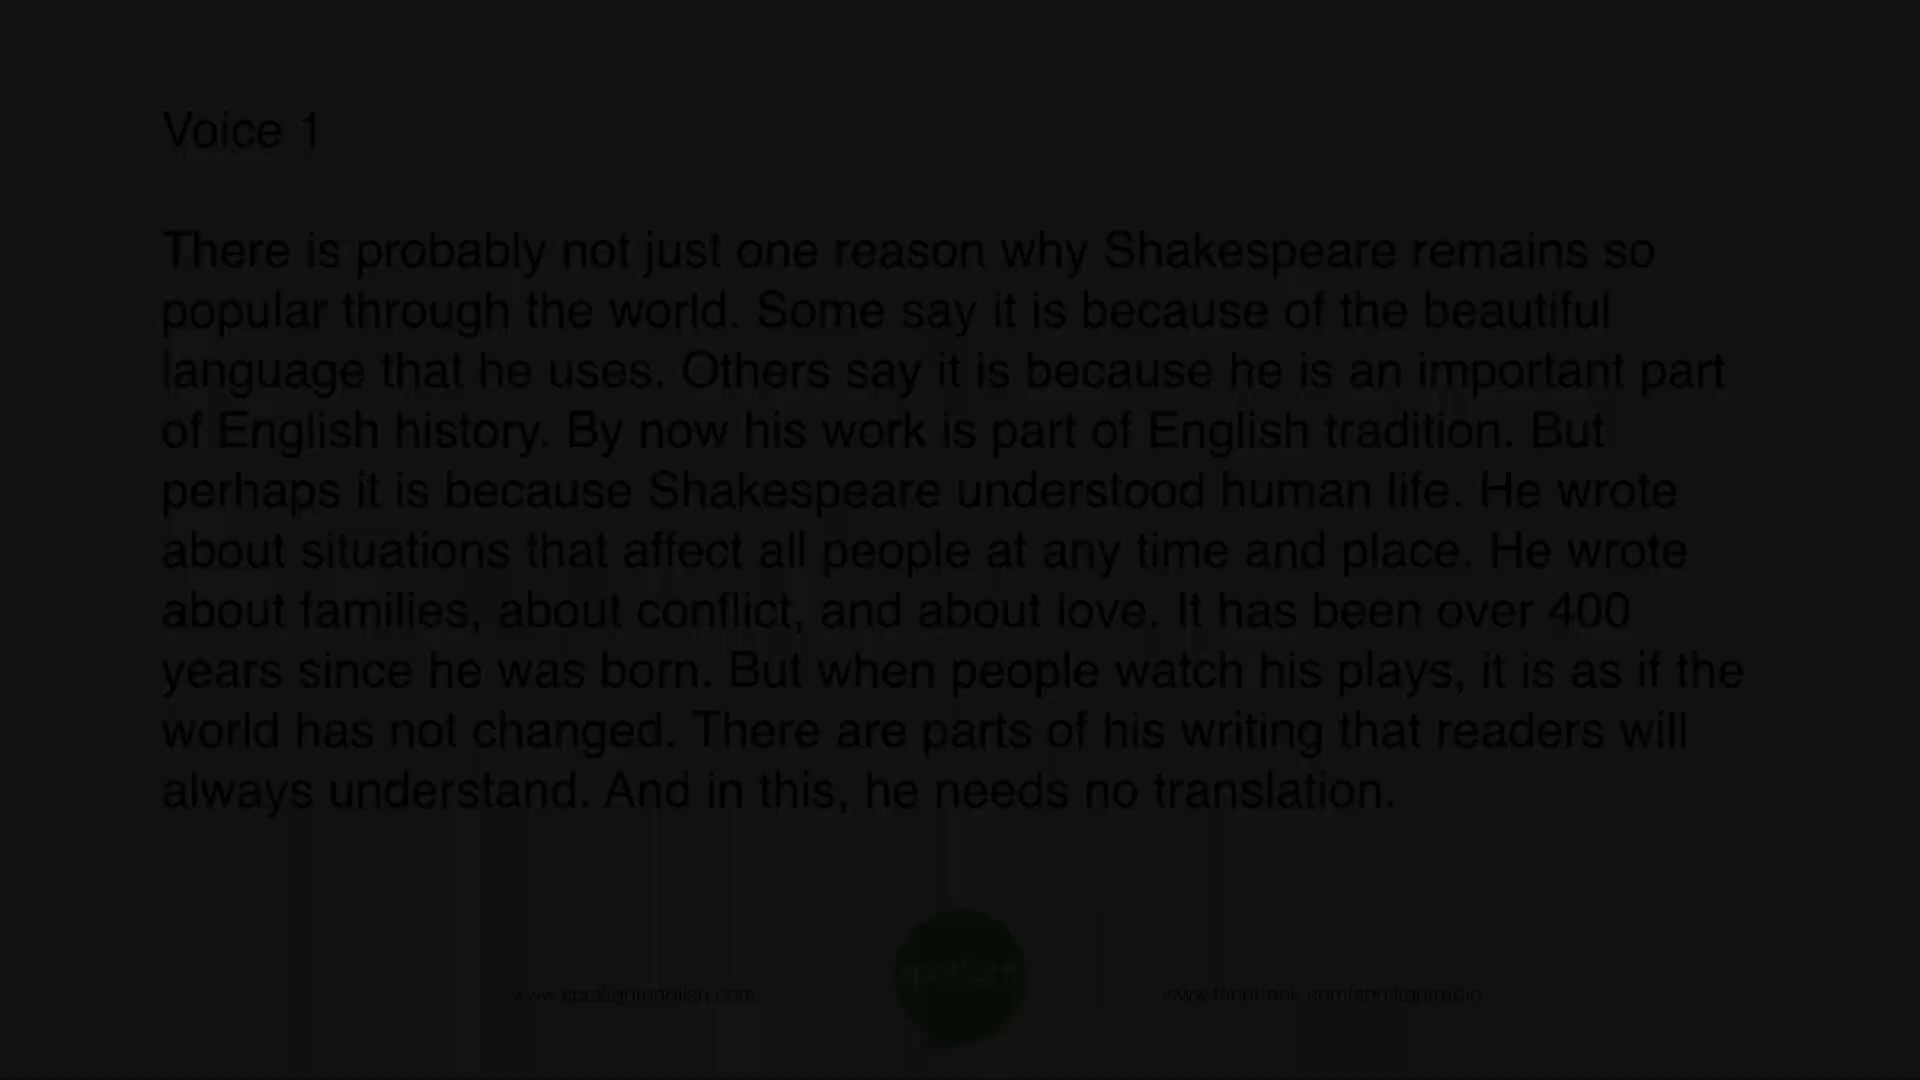 Voice 1
There is probably not just one reason why Shakespeare remains so
popular through the world. Some say it is because of the beautiful
language that he uses. Others say it is because he is an important part
of English history. By now his work is part of English tradition. But
perhaps it is because Shakespeare understood human life. He wrote
about situations that affect all people at any time and place. He wrote
about families, about conflict, and about love. It has been over 400
years since he was born. But when people watch his plays, it is as if the
world has not changed. There are parts of his writing that readers will
always understand. And in this, he needs no translation.